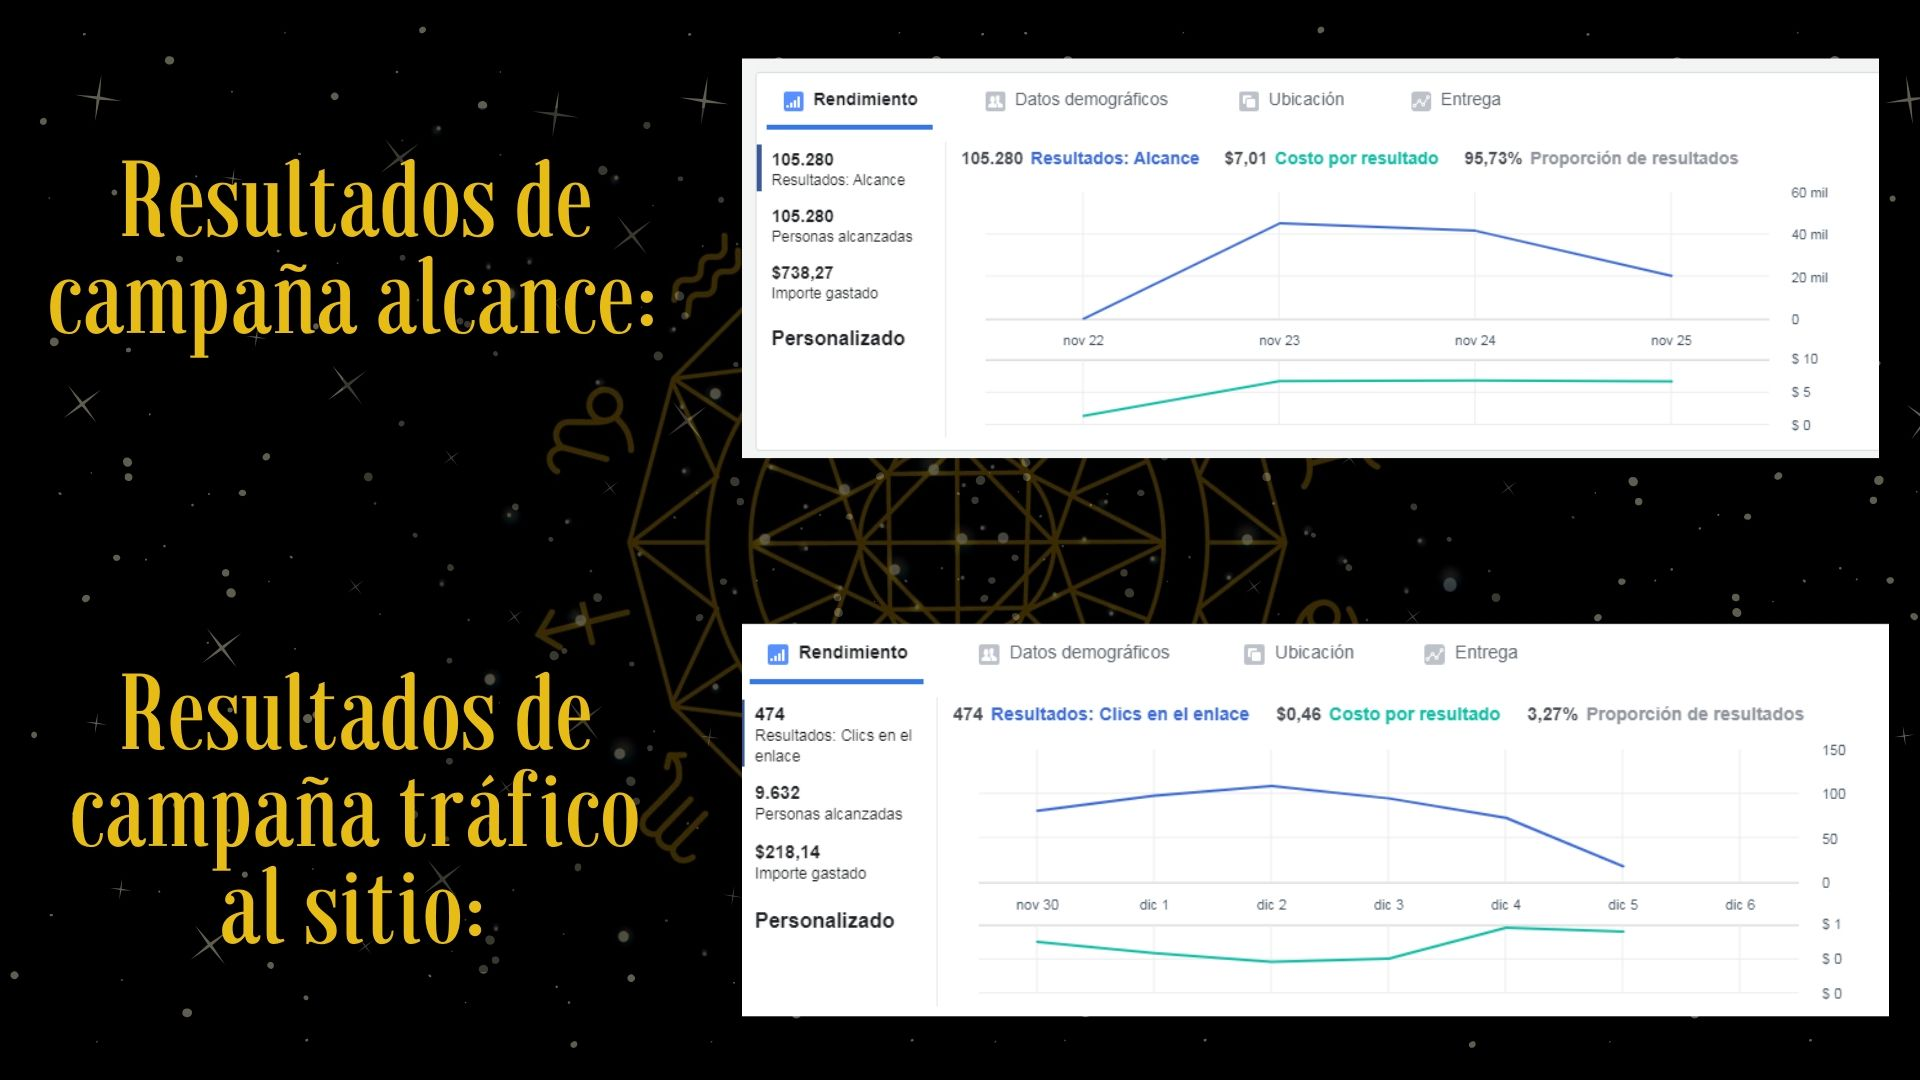 Resultados de
campaña alcance:
Rendimiento
Datos demográficos
Ubicación
Entrega
105.280
Resultados: Alcance
105.280
Personas alcanzadas
$738,27
Importe gastado
Personalizado
105.280 Resultados: Alcance $7,01 Costo por resultado 95,73% Proporción de resultados
60 mil
40 mil
20 mil
0
nov 22 nov 23 nov 24 nov 25
$ 10
$ 5
$ 0
Resultados de
campaña tráfico
al sitio:
Rendimiento
Datos demográficos
Ubicación
Entrega
474
Resultados: Clics en el
enlace
9.632
Personas alcanzadas
$218,14
Importe gastado
Personalizado
474 Resultados: Clics en el enlace $0,46 Costo por resultado 3,27% Proporción de resultados
150
100
50
0
nov 30 dic 1 dic 2 dic 3 dic 4 dic 5 dic 6
$ 1
$ 0
$ 0